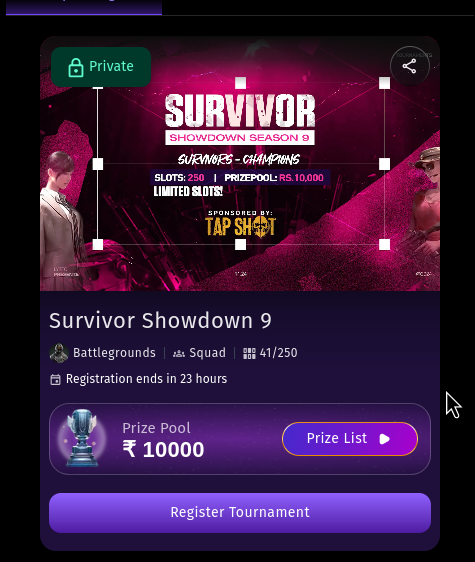 Private
SURVIVOR
SHOWDOWN SEASON 9
SURVIVORS - CHAMPIONS
SLOTS: 250 | PRIZEPOOL: RS.10,000
LIMITED SLOTS!
SPONSORED BY:
TAP SHOT
11.24
Survivor Showdown 9
Battlegrounds
Squad
41/250
Registration ends in 23 hours
Prize Pool
₹ 10000
Prize List
Register Tournament